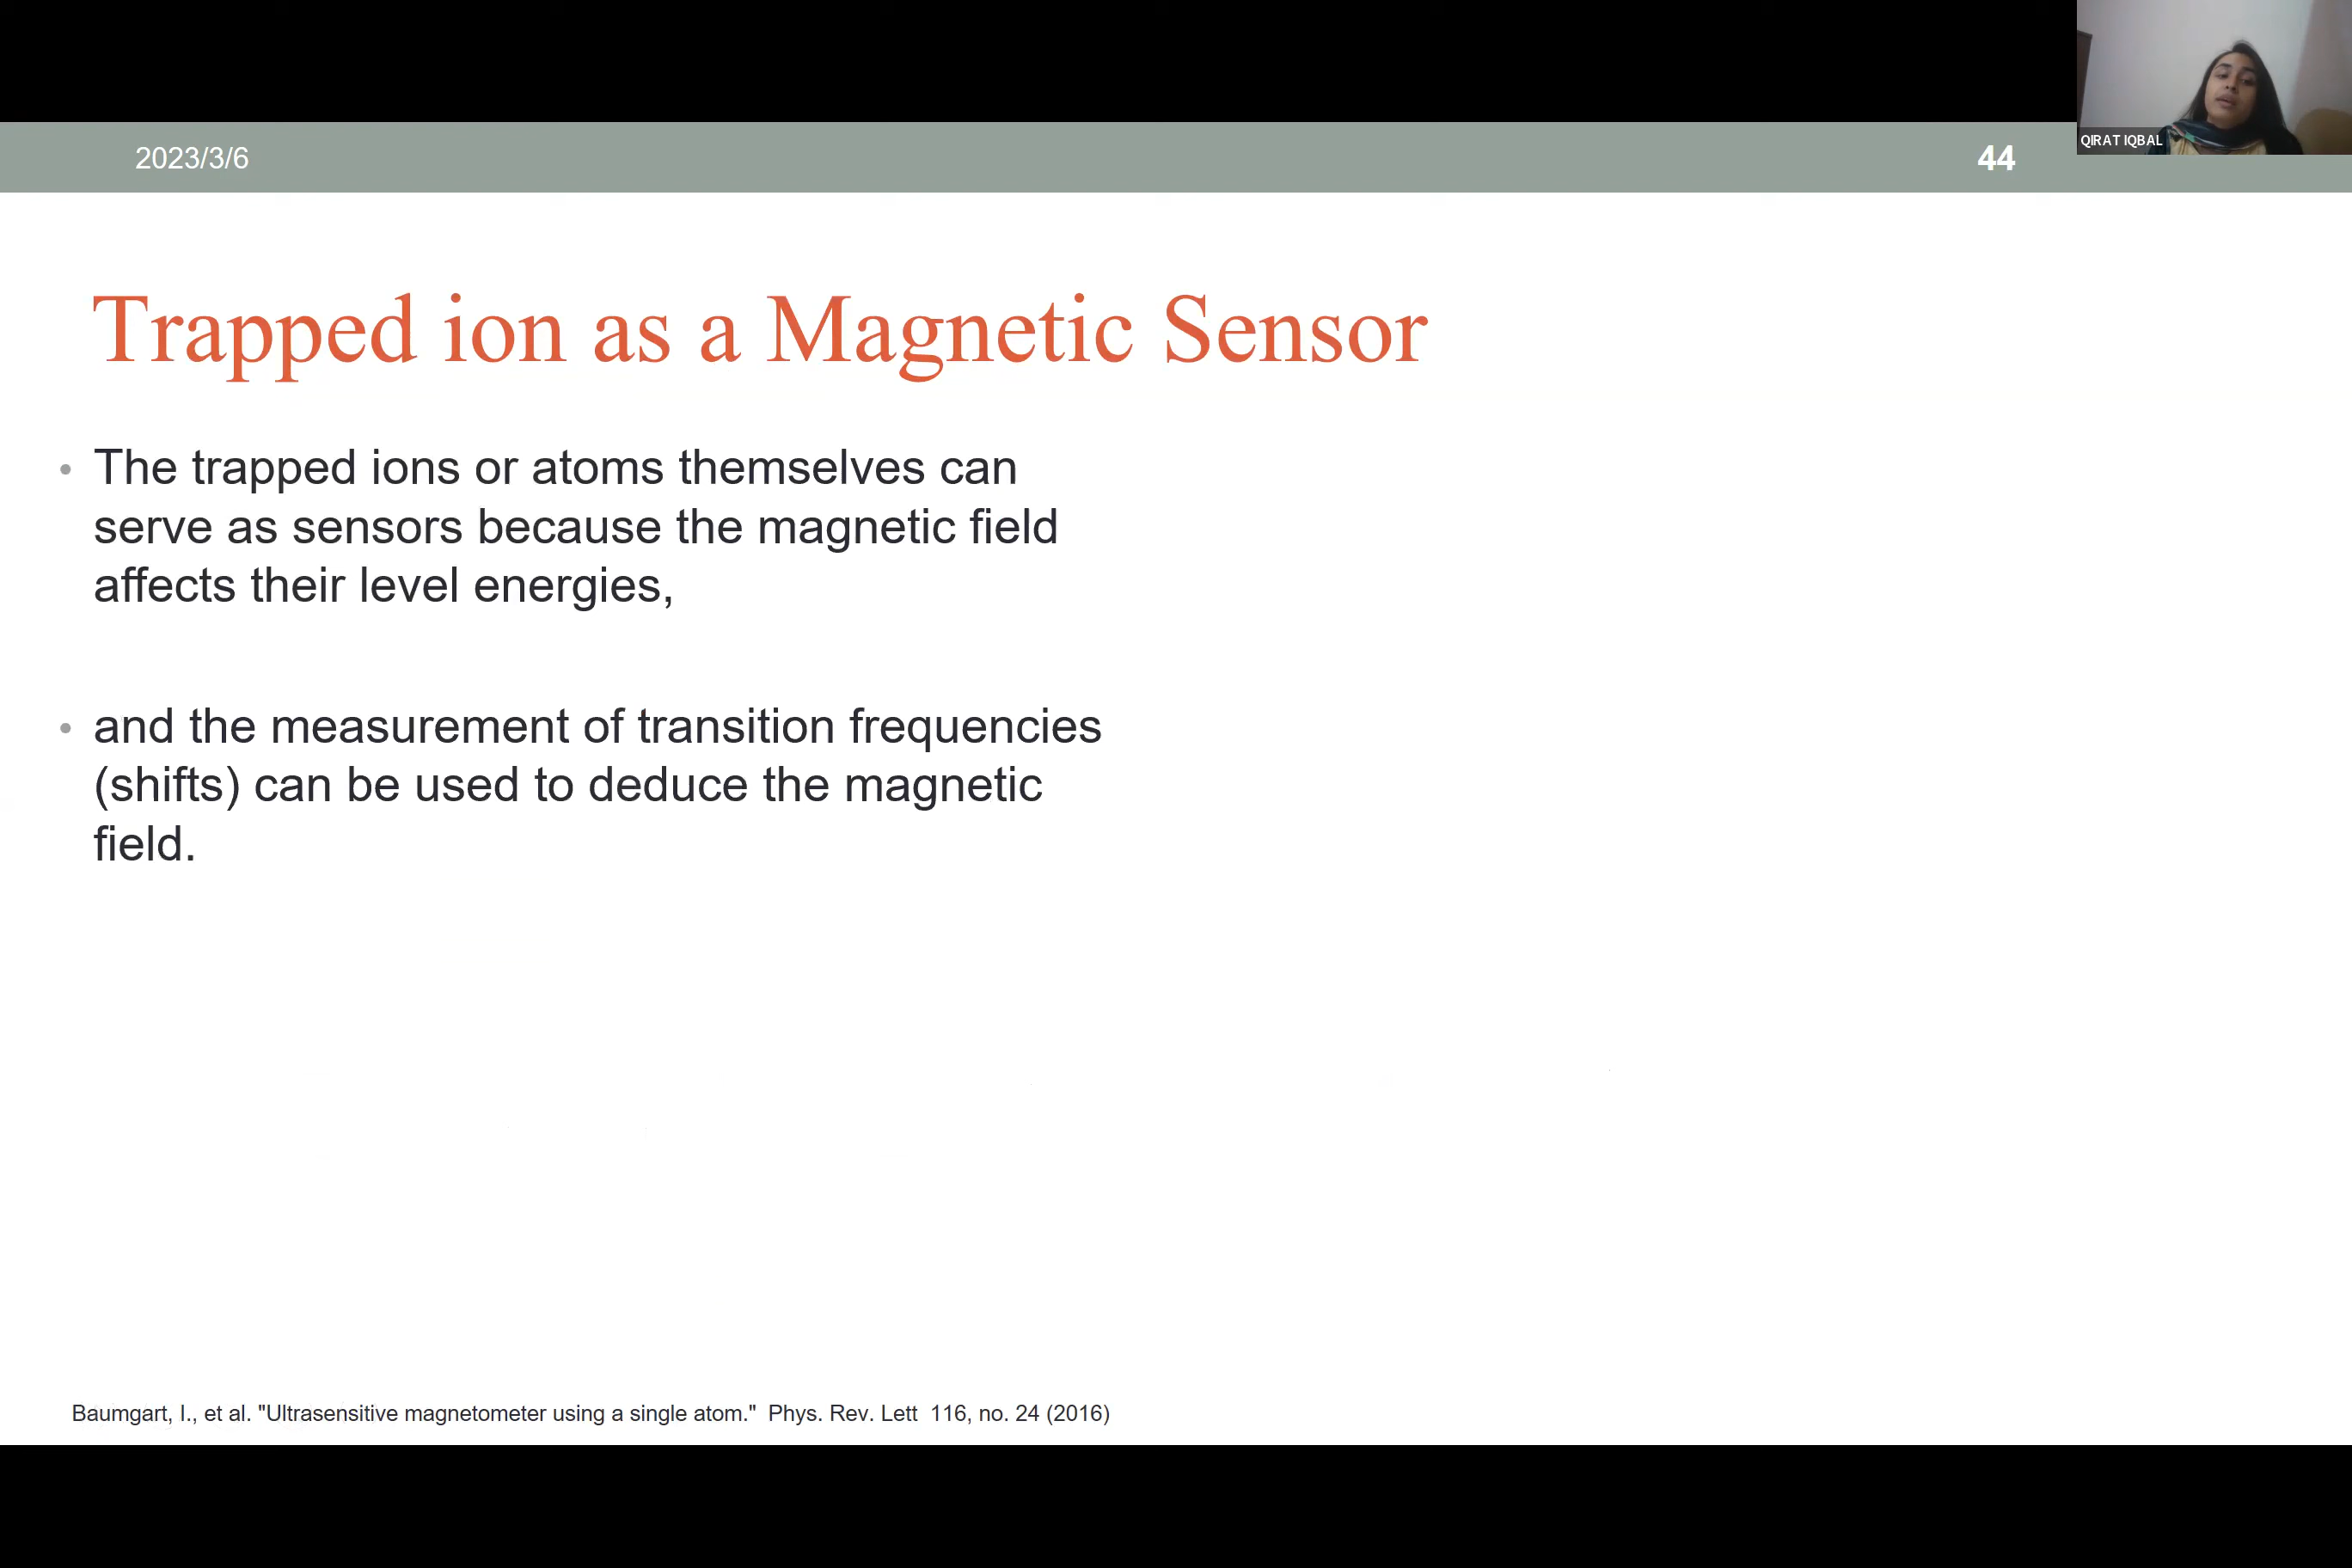 2023/3/6
44
QIRAT IQBAL
Trapped ion as a Magnetic Sensor
• The trapped ions or atoms themselves can
serve as sensors because the magnetic field
affects their level energies,
• and the measurement of transition frequencies
(shifts) can be used to deduce the magnetic
field.
Baumgart, I., et al. "Ultrasensitive magnetometer using a single atom." Phys. Rev. Lett 116, no. 24 (2016)